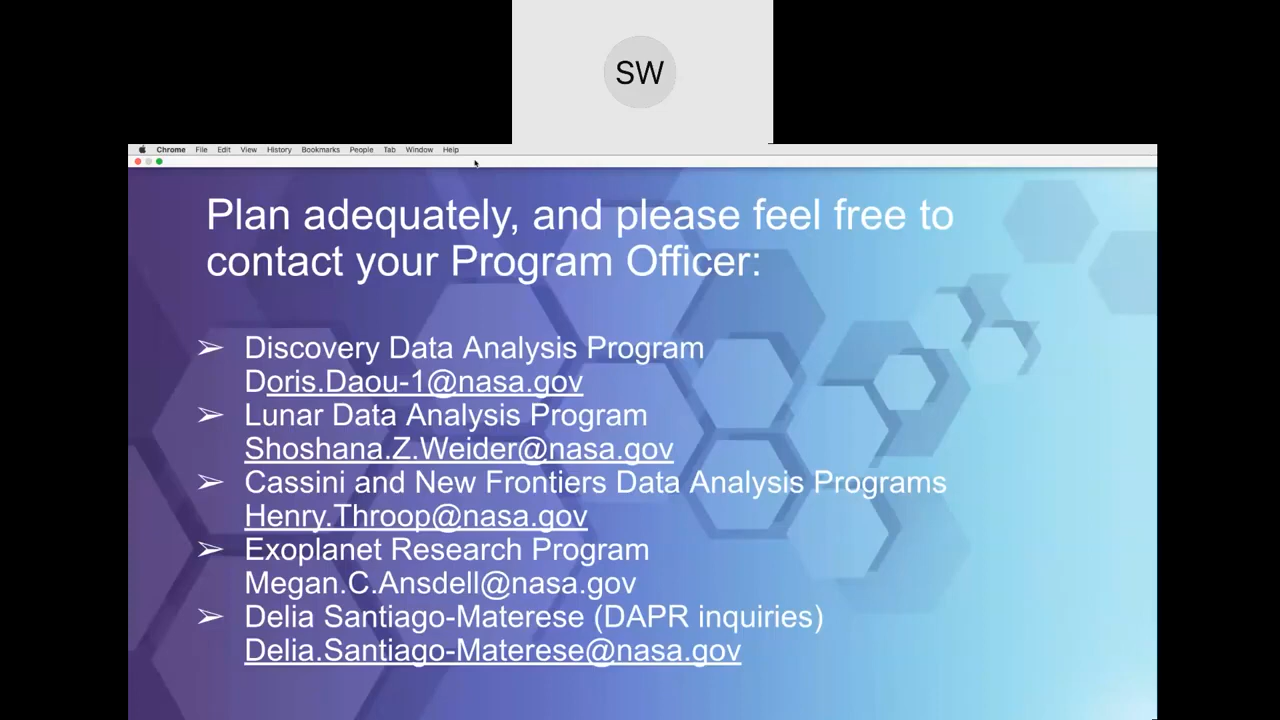 SW
Chrome File Edit View History Bookmarks People Tab Window Help
Plan adequately, and please feel free to
contact your Program Officer:
➢ Discovery Data Analysis Program
Doris.Daou-1@nasa.gov
➢ Lunar Data Analysis Program
Shoshana.Z.Weider@nasa.gov
➢ Cassini and New Frontiers Data Analysis Programs
Henry.Throop@nasa.gov
➢ Exoplanet Research Program
Megan.C.Ansdell@nasa.gov
➢ Delia Santiago-Materese (DAPR inquiries)
Delia.Santiago-Materese@nasa.gov